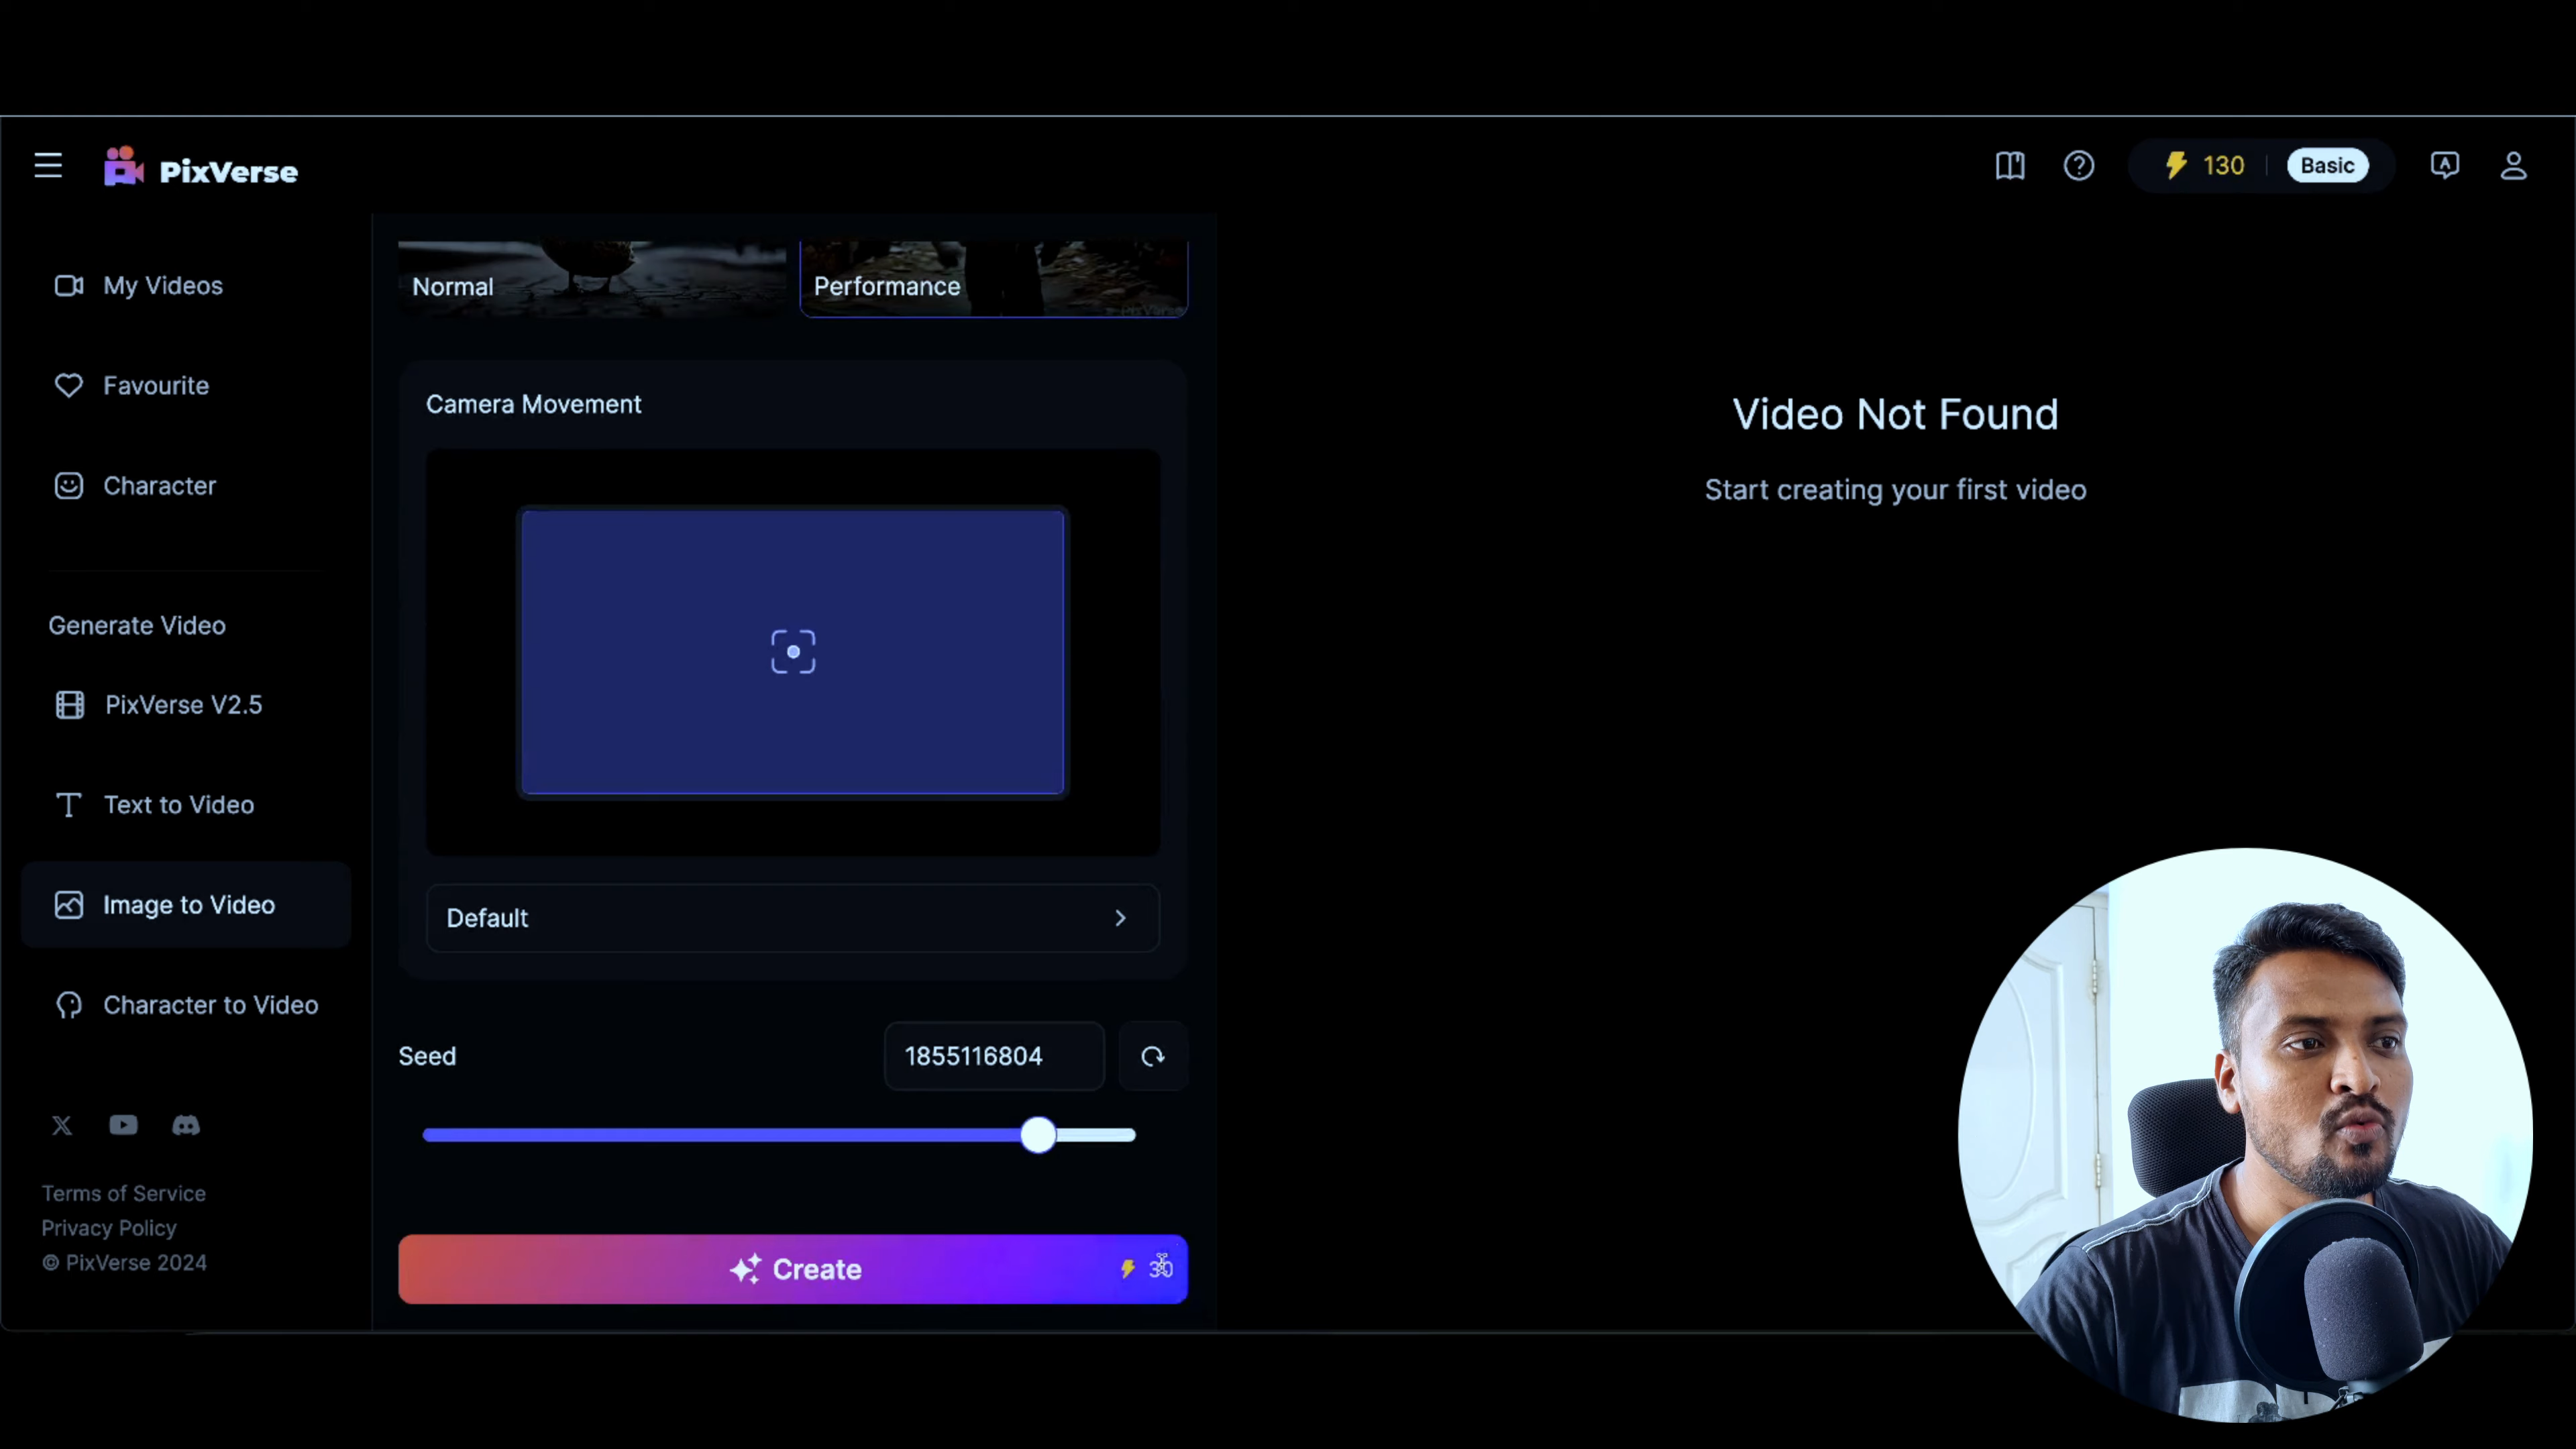 PixVerse
130
Basic
My Videos
Favourite
Character
Generate Video
PixVerse V2.5
Text to Video
Image to Video
Character to Video
Terms of Service
Privacy Policy
© PixVerse 2024
Normal
Performance
PixVerse
Camera Movement
Default
Seed
1855116804
Create
30
Video Not Found
Start creating your first video